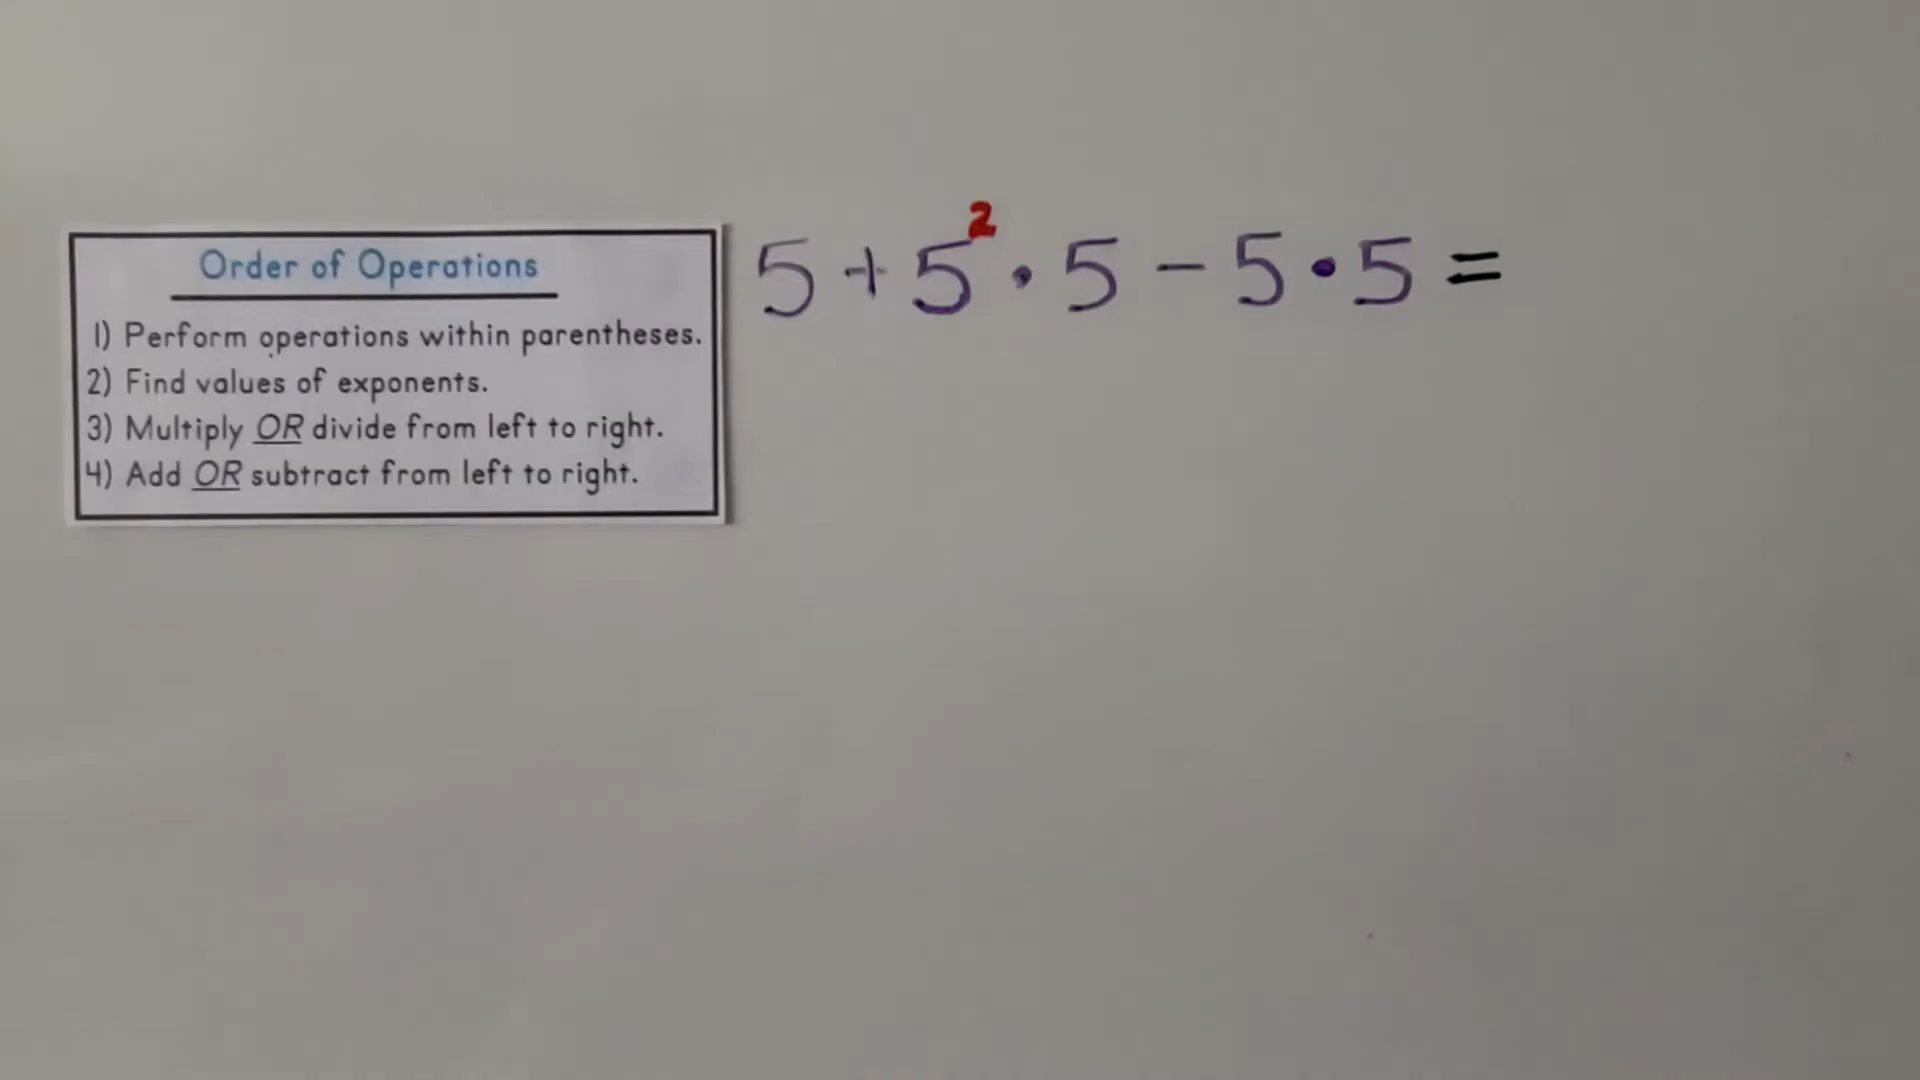 Order of Operations
1) Perform operations within parentheses.
2) Find values of exponents.
3) Multiply OR divide from left to right.
4) Add OR subtract from left to right.
5 + 5² · 5 − 5 · 5 =